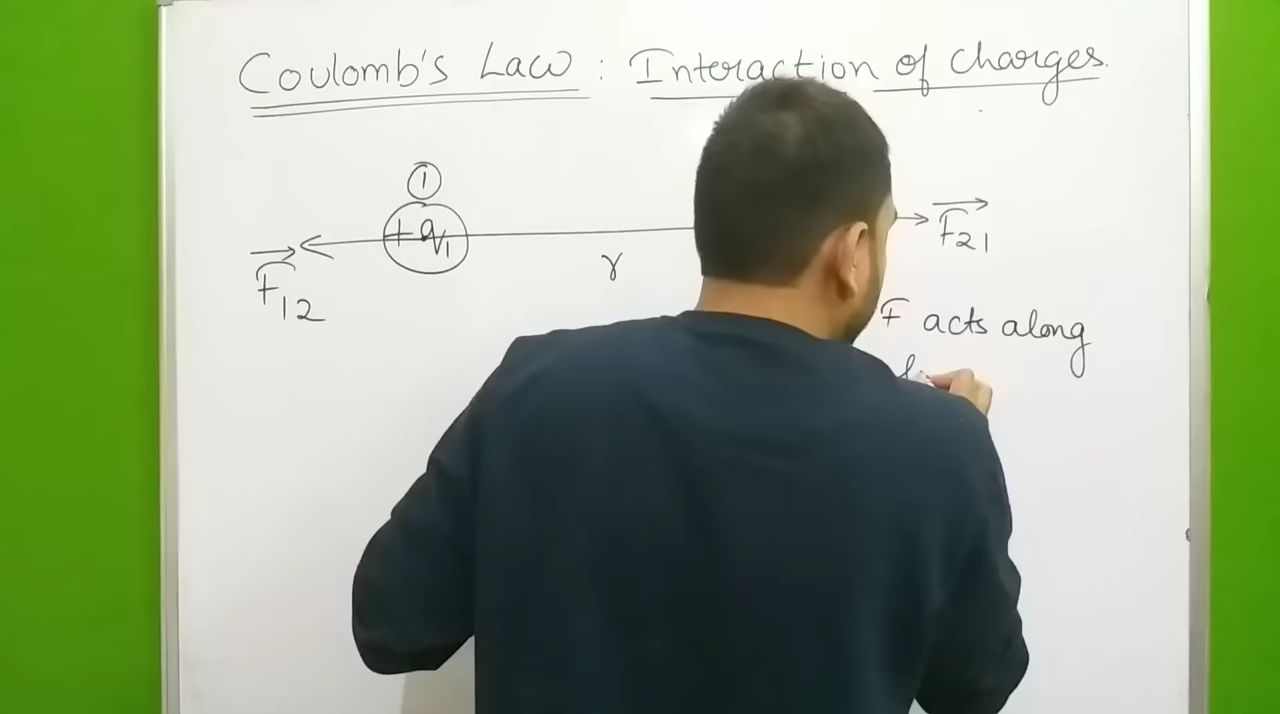 Coulomb's Law : Interaction of Charges.
1
+q1
r
F12
F21
F acts along